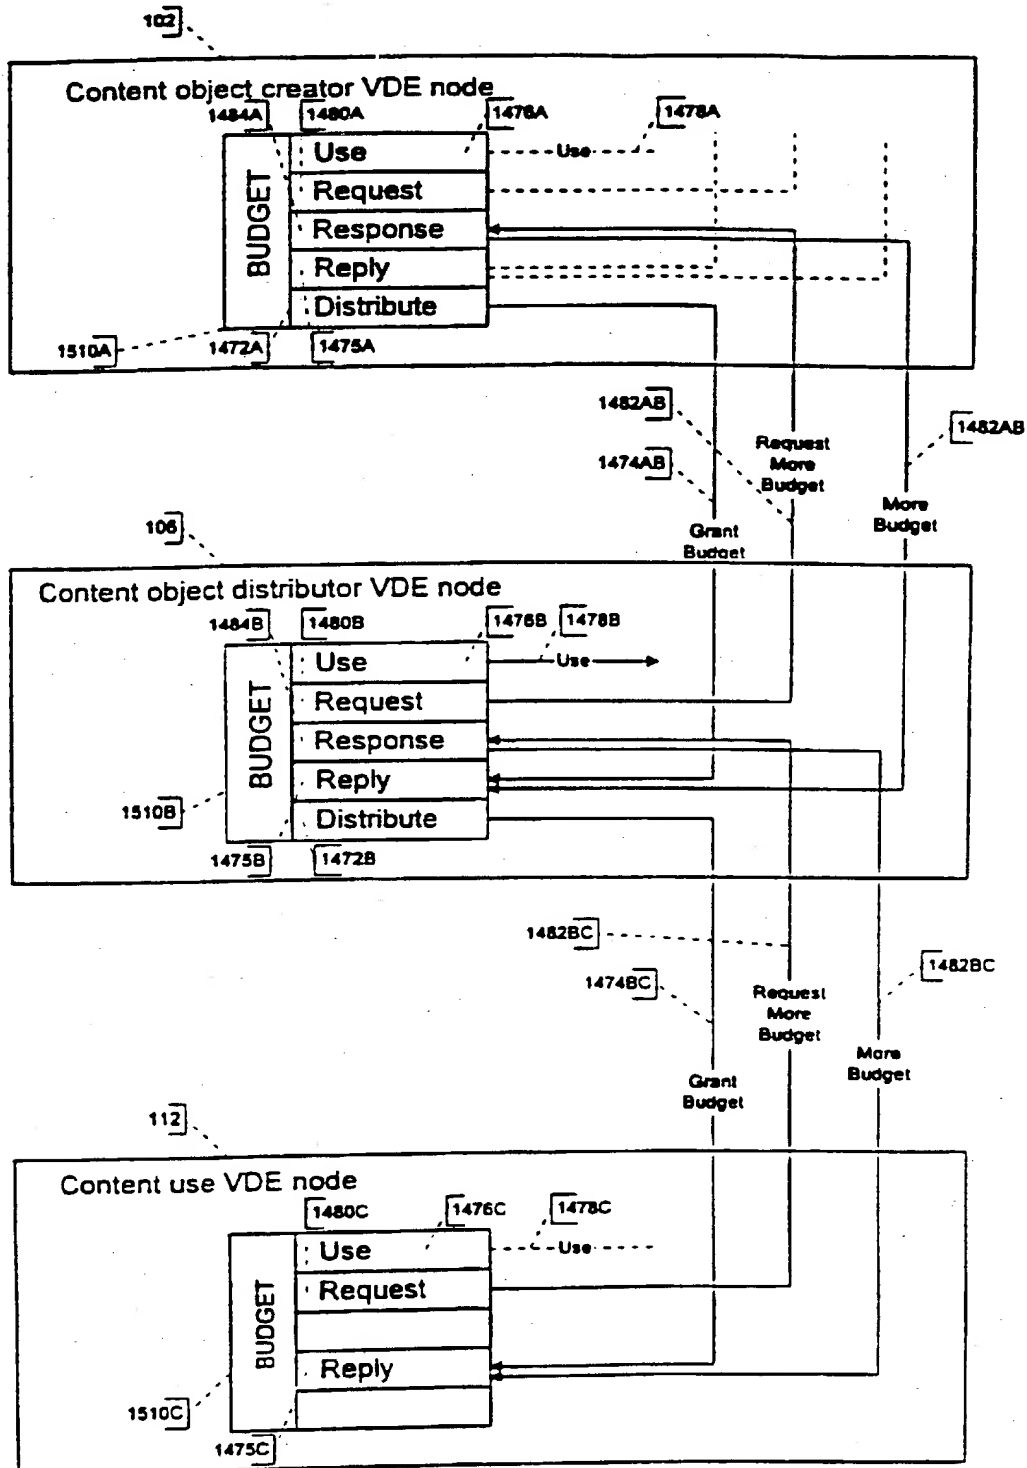 102
Content object creator VDE node
1484A
1480A
1476A
1478A
BUDGET
Use
Use
Request
Response
Reply
Distribute
1510A
1472A
1475A
1482AB
1482AB
1474AB
Request
More
Budget
More
Budget
Grant
Budget
106
Content object distributor VDE node
1484B
1480B
1476B
1478B
BUDGET
Use
Use
Request
Response
Reply
Distribute
1510B
1475B
1472B
1482BC
1482BC
1474BC
Request
More
Budget
More
Budget
Grant
Budget
112
Content use VDE node
1480C
1476C
1478C
BUDGET
Use
Use
Request
Reply
1510C
1475C